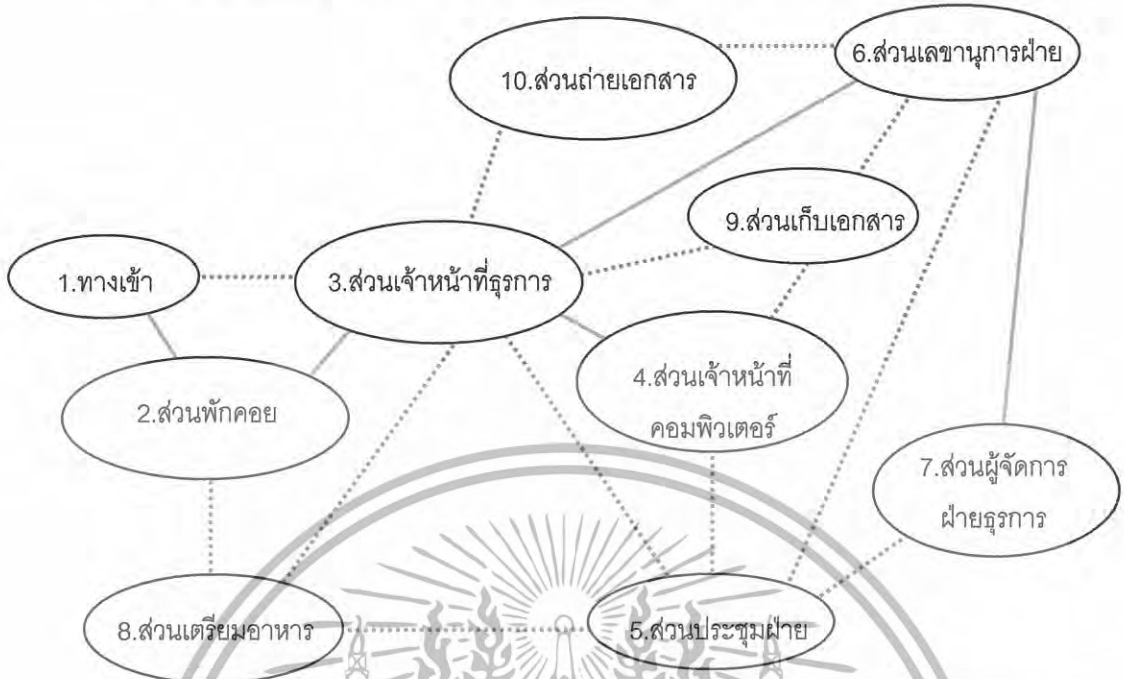 6.ส่วนเลขานุการฝ่าย
10.ส่วนถ่ายเอกสาร
9.ส่วนเก็บเอกสาร
1.ทางเข้า
3.ส่วนเจ้าหน้าที่ธุรการ
4.ส่วนเจ้าหน้าที่
คอมพิวเตอร์
2.ส่วนพักคอย
7.ส่วนผู้จัดการ
ฝ่ายธุรการ
8.ส่วนเตรียมอาหาร
5.ส่วนประชุมฝ่าย